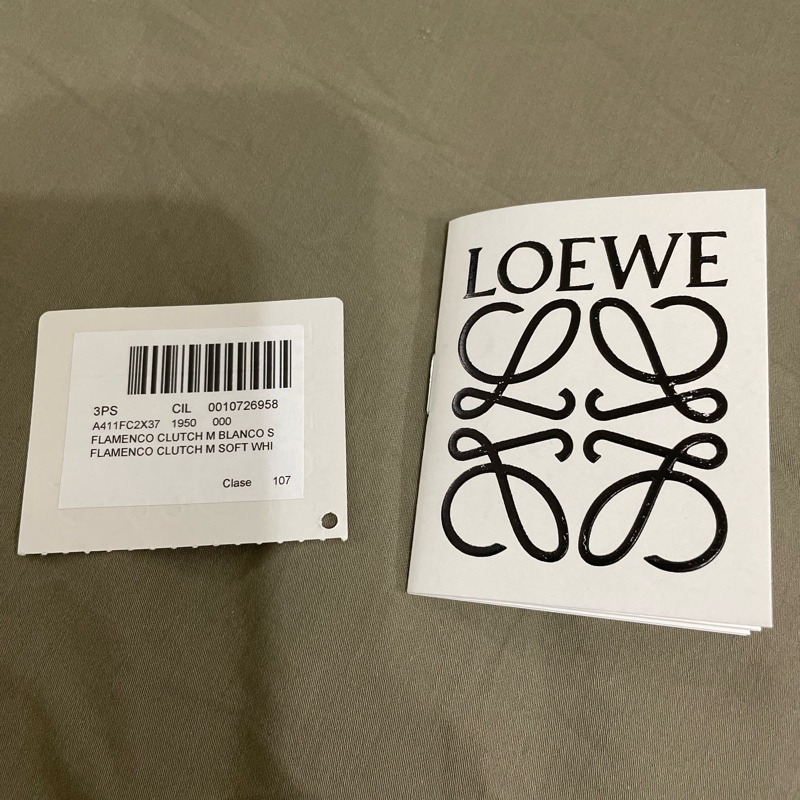 3PS CIL 0010726958
A411FC2X37 1950 000
FLAMENCO CLUTCH M BLANCO S
FLAMENCO CLUTCH M SOFT WHI
Clase 107
LOEWE